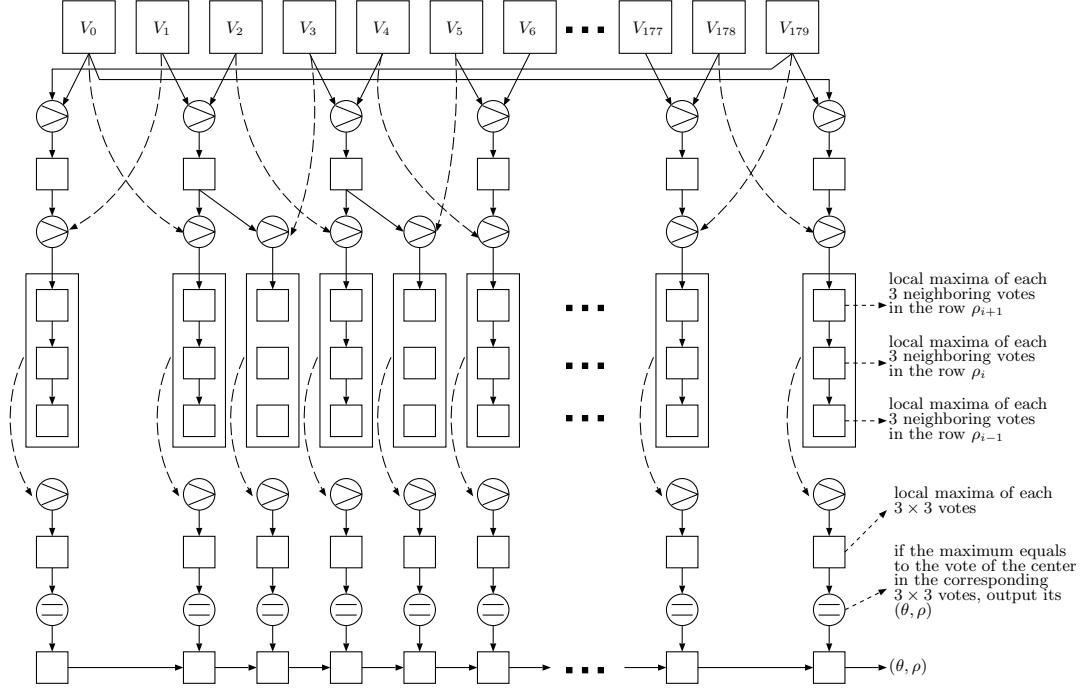 V0 V1 V2 V3 V4 V5 V6 V177 V178 V179
local maxima of each
3 neighboring votes
in the row ρi+1
local maxima of each
3 neighboring votes
in the row ρi
local maxima of each
3 neighboring votes
in the row ρi−1
local maxima of each
3 × 3 votes
if the maximum equals
to the vote of the center
in the corresponding
3 × 3 votes, output its
(θ, ρ)
(θ, ρ)